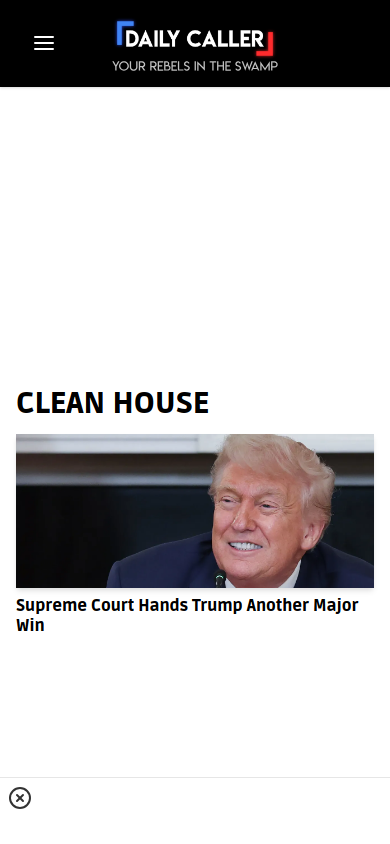 DAILY CALLER
YOUR REBELS IN THE SWAMP
CLEAN HOUSE
Supreme Court Hands Trump Another Major
Win